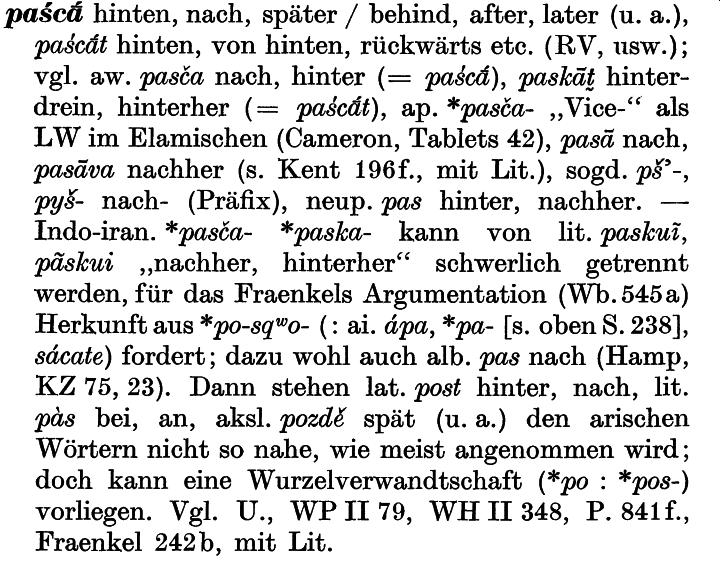 paścā́ hinten, nach, später / behind, after, later (u. a.),
paścā́t hinten, von hinten, rückwärts etc. (RV, usw.);
vgl. aw. pasča nach, hinter (= paścā́), paskāt̰ hinter-
drein, hinterher (= paścā́t), ap. *pasča- „Vice-“ als
LW im Elamischen (Cameron, Tablets 42), pasā nach,
pasāva nachher (s. Kent 196f., mit Lit.), sogd. pš’-,
pyš- nach- (Präfix), neup. pas hinter, nachher. —
Indo-iran. *pasča- *paska- kann von lit. paskuĩ,
pãskui „nachher, hinterher“ schwerlich getrennt
werden, für das Fraenkels Argumentation (Wb. 545a)
Herkunft aus *po-sqʷo- (: ai. ápa, *pa- [s. oben S. 238],
sácate) fordert; dazu wohl auch alb. pas nach (Hamp,
KZ 75, 23). Dann stehen lat. post hinter, nach, lit.
pàs bei, an, aksl. pozdě spät (u. a.) den arischen
Wörtern nicht so nahe, wie meist angenommen wird;
doch kann eine Wurzelverwandtschaft (*po : *pos-)
vorliegen. Vgl. U., WP II 79, WH II 348, P. 841f.,
Fraenkel 242b, mit Lit.